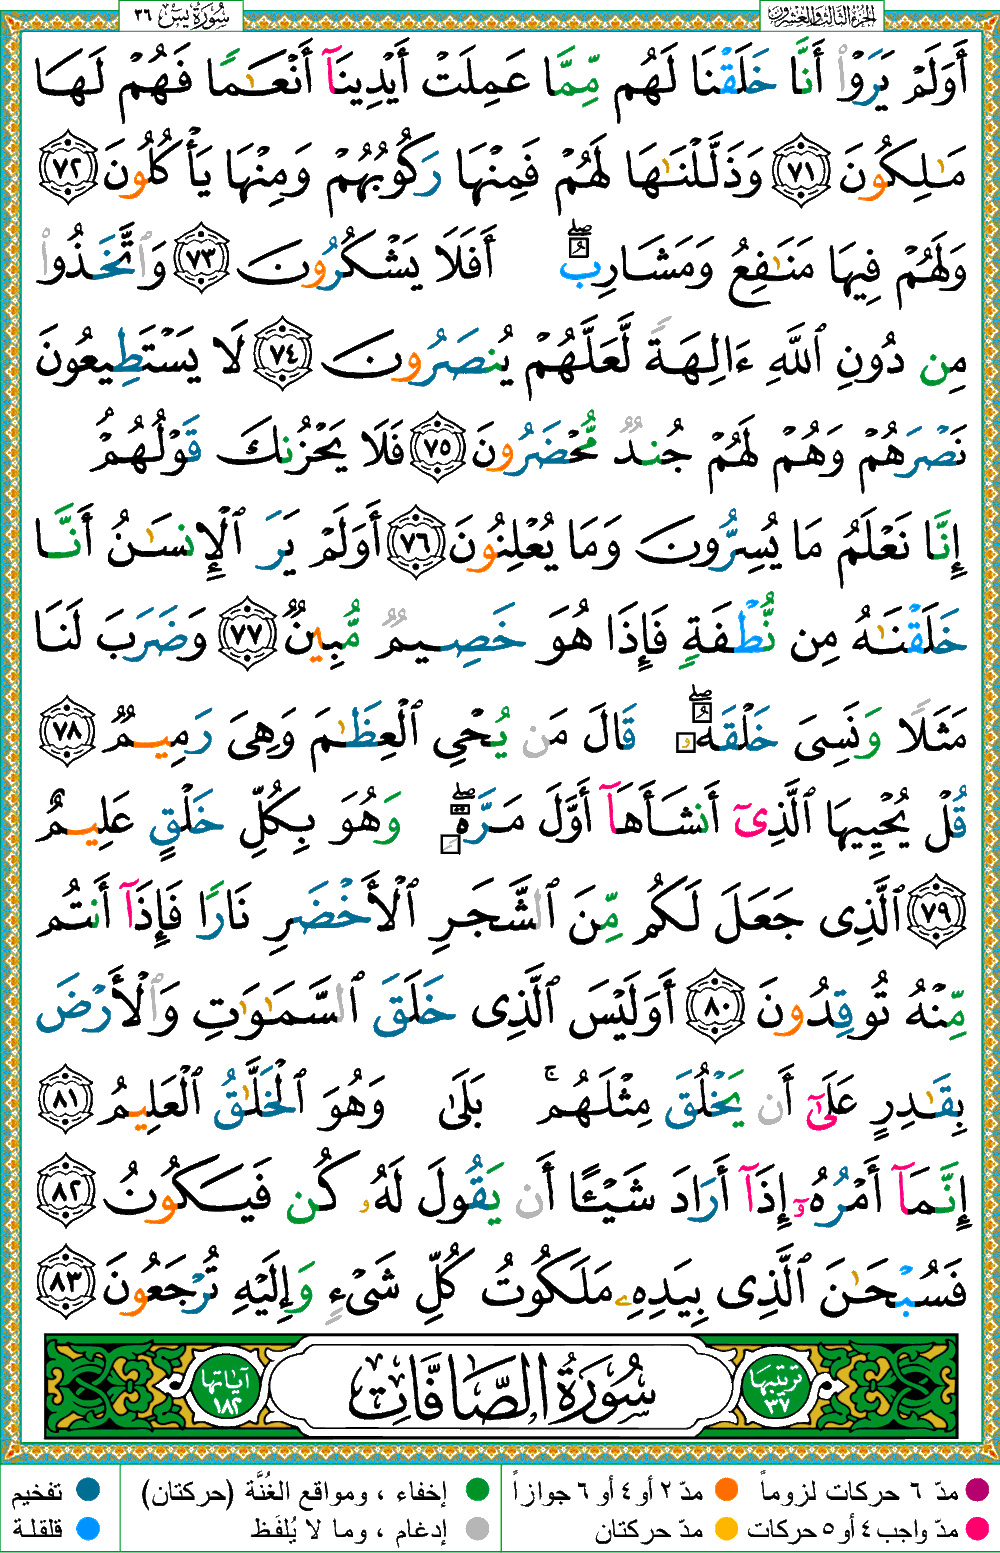 الجزء الثالث والعشرون
سُورَة يس ٣٦
أَوَلَمْ يَرَوْا۟ أَنَّا خَلَقْنَا لَهُم مِّمَّا عَمِلَتْ أَيْدِينَآ أَنْعَـٰمًا فَهُمْ لَهَا
مَـٰلِكُونَ ٧١ وَذَلَّلْنَـٰهَا لَهُمْ فَمِنْهَا رَكُوبُهُمْ وَمِنْهَا يَأْكُلُونَ ٧٢
وَلَهُمْ فِيهَا مَنَـٰفِعُ وَمَشَارِبُ ۖ أَفَلَا يَشْكُرُونَ ٧٣ وَٱتَّخَذُوا۟
مِن دُونِ ٱللَّهِ ءَالِهَةً لَّعَلَّهُمْ يُنصَرُونَ ٧٤ لَا يَسْتَطِيعُونَ
نَصْرَهُمْ وَهُمْ لَهُمْ جُندٌ مُّحْضَرُونَ ٧٥ فَلَا يَحْزُنكَ قَوْلُهُمْ ۘ
إِنَّا نَعْلَمُ مَا يُسِرُّونَ وَمَا يُعْلِنُونَ ٧٦ أَوَلَمْ يَرَ ٱلْإِنسَـٰنُ أَنَّا
خَلَقْنَـٰهُ مِن نُّطْفَةٍ فَإِذَا هُوَ خَصِيمٌ مُّبِينٌ ٧٧ وَضَرَبَ لَنَا
مَثَلًا وَنَسِىَ خَلْقَهُۥ ۖ قَالَ مَن يُحْىِ ٱلْعِظَـٰمَ وَهِىَ رَمِيمٌ ٧٨
قُلْ يُحْيِيهَا ٱلَّذِىٓ أَنشَأَهَآ أَوَّلَ مَرَّةٍ ۖ وَهُوَ بِكُلِّ خَلْقٍ عَلِيمٌ
٧٩ ٱلَّذِى جَعَلَ لَكُم مِّنَ ٱلشَّجَرِ ٱلْأَخْضَرِ نَارًا فَإِذَآ أَنتُم
مِّنْهُ تُوقِدُونَ ٨٠ أَوَلَيْسَ ٱلَّذِى خَلَقَ ٱلسَّمَـٰوَٰتِ وَٱلْأَرْضَ
بِقَـٰدِرٍ عَلَىٰٓ أَن يَخْلُقَ مِثْلَهُم ۚ بَلَىٰ وَهُوَ ٱلْخَلَّـٰقُ ٱلْعَلِيمُ ٨١
إِنَّمَآ أَمْرُهُۥٓ إِذَآ أَرَادَ شَيْـًٔا أَن يَقُولَ لَهُۥ كُن فَيَكُونُ ٨٢
فَسُبْحَـٰنَ ٱلَّذِى بِيَدِهِۦ مَلَكُوتُ كُلِّ شَىْءٍ وَإِلَيْهِ تُرْجَعُونَ ٨٣
ترتيبها ٣٧
سُورَةُ الصَّافَّاتِ
آياتها ١٨٢
مدّ ٦ حركات لزوماً
مدّ ٢ أو ٤ أو ٦ جوازاً
إخفاء ، ومواقع الغُنَّة (حركتان)
تفخيم
مدّ واجب ٤ أو ٥ حركات
مدّ حركتان
إدغام ، وما لا يُلفَظ
قلقلة